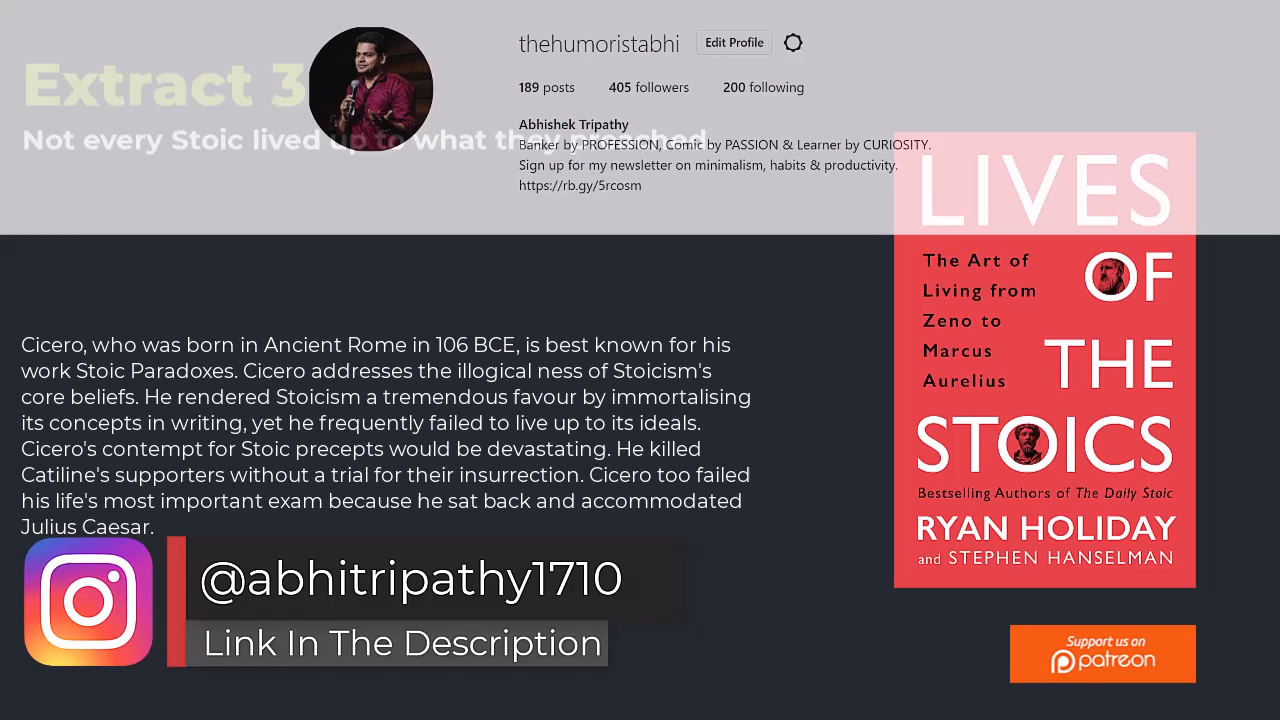 thehumoristabhi Edit Profile
189 posts 405 followers 200 following
Abhishek Tripathy
Banker by PROFESSION, Comic by PASSION & Learner by CURIOSITY.
Sign up for my newsletter on minimalism, habits & productivity.
https://rb.gy/5rcosm
Extract 3
Not every Stoic lived up to what they preached
Cicero, who was born in Ancient Rome in 106 BCE, is best known for his
work Stoic Paradoxes. Cicero addresses the illogical ness of Stoicism's
core beliefs. He rendered Stoicism a tremendous favour by immortalising
its concepts in writing, yet he frequently failed to live up to its ideals.
Cicero's contempt for Stoic precepts would be devastating. He killed
Catiline's supporters without a trial for their insurrection. Cicero too failed
his life's most important exam because he sat back and accommodated
Julius Caesar.
@abhitripathy1710
Link In The Description
LIVES
OF
THE
STOICS
The Art of
Living from
Zeno to
Marcus
Aurelius
Bestselling Authors of The Daily Stoic
RYAN HOLIDAY
and STEPHEN HANSELMAN
Support us on
patreon